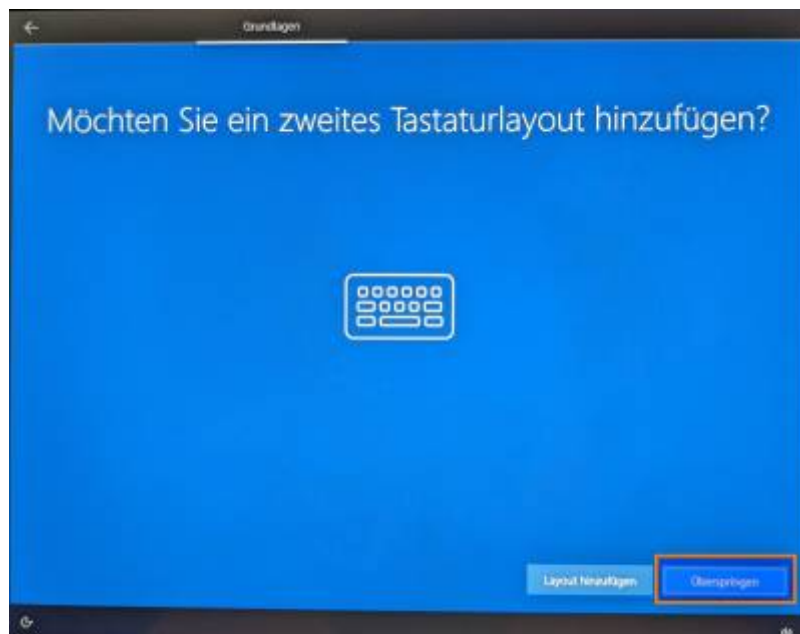 Grundlagen
Möchten Sie ein zweites Tastaturlayout hinzufügen?
Layout hinzufügen
Überspringen